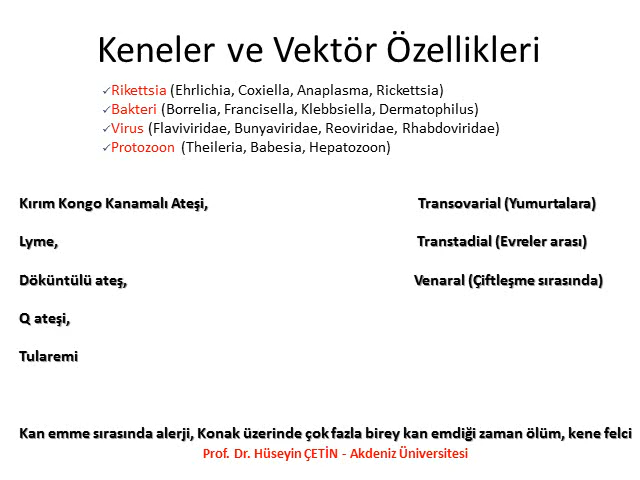 Keneler ve Vektör Özellikleri
✓Rikettsia (Ehrlichia, Coxiella, Anaplasma, Rickettsia)
✓Bakteri (Borrelia, Francisella, Klebbsiella, Dermatophilus)
✓Virus (Flaviviridae, Bunyaviridae, Reoviridae, Rhabdoviridae)
✓Protozoon (Theileria, Babesia, Hepatozoon)
Kırım Kongo Kanamalı Ateşi, Transovarial (Yumurtalara)
Lyme, Transtadial (Evreler arası)
Döküntülü ateş, Venaral (Çiftleşme sırasında)
Q ateşi,
Tularemi
Kan emme sırasında alerji, Konak üzerinde çok fazla birey kan emdiği zaman ölüm, kene felci
Prof. Dr. Hüseyin ÇETİN - Akdeniz Üniversitesi